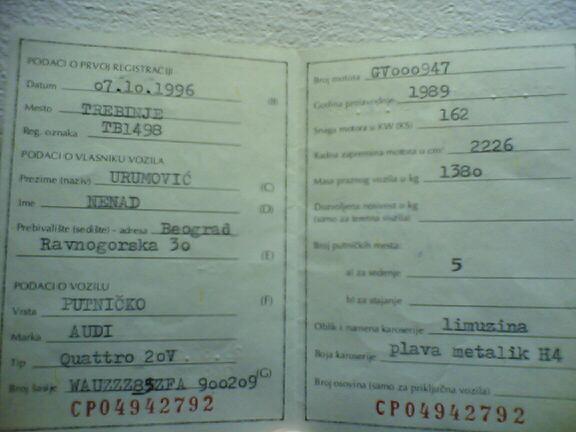 PODACI O PRVOJ REGISTRACIJI
Datum 07.10.1996 (B)
Mesto TREBINJE
Reg. oznaka TB1498
PODACI O VLASNIKU VOZILA
Prezime (naziv) URUMOVIĆ (C)
Ime NENAD (D)
Prebivalište (sedište) - adresa Beograd
Ravnogorska 30 (E)
PODACI O VOZILU (F)
Vrsta PUTNIČKO
Marka AUDI
Tip Quattro 20V
Broj šasije WAUZZZ85ZFA 900209 (G)
CP04942792
Broj motora GV000947
Godina proizvodnje 1989
Snaga motora u KW (KS) 162
Radna zapremina motora u cm³ 2226
Masa praznog vozila u kg 1380
Dozvoljena nosivost u kg
(samo za teretna vozila)
Broj putničkih mesta:
a) za sedenje 5
b) za stajanje
Oblik i namena karoserije limuzina
Boja karoserije plava metalik H4
Broj osovina (samo za priključna vozila)
CP04942792